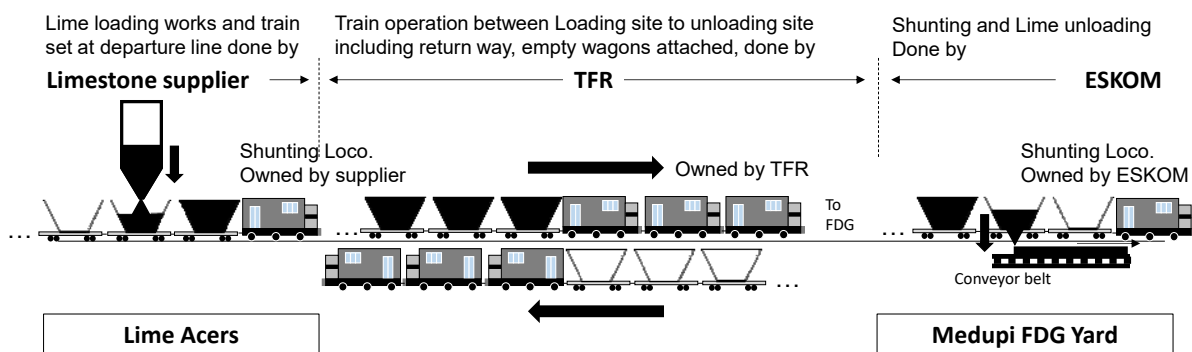 Lime loading works and train
set at departure line done by
Limestone supplier
Train operation between Loading site to unloading site
including return way, empty wagons attached, done by
TFR
Shunting and Lime unloading
Done by
ESKOM
Shunting Loco.
Owned by supplier
Owned by TFR
Shunting Loco.
Owned by ESKOM
To
FDG
...
...
...
...
Conveyor belt
Lime Acers
Medupi FDG Yard